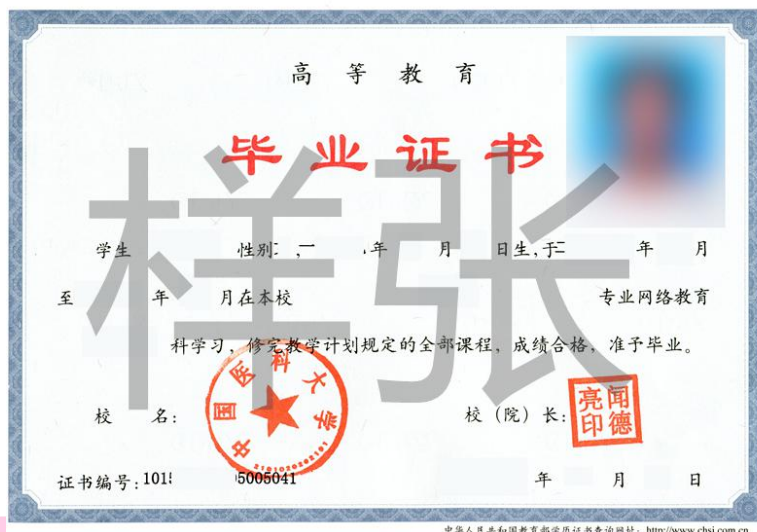 高等教育
毕业证书
样张
学生 性别 , 一 年 月 日生, 于二 年 月
至 年 月在本校 专业网络教育
科学习，修完教学计划规定的全部课程，成绩合格，准予毕业。
校 名：
中国医科大学
2101020202101
校（院）长：
闻德亮印
证书编号：101 5005041
年 月 日
中华人民共和国教育部学历证书查询网址：http://www.chsi.com.cn